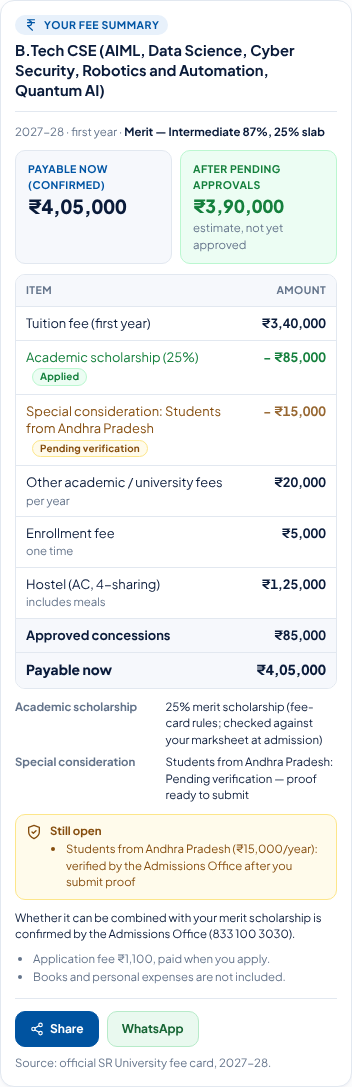 ₹ YOUR FEE SUMMARY
B.Tech CSE (AIML, Data Science, Cyber
Security, Robotics and Automation,
Quantum AI)
2027–28 · first year · Merit — Intermediate 87%, 25% slab
PAYABLE NOW
(CONFIRMED)
₹4,05,000
AFTER PENDING
APPROVALS
₹3,90,000
estimate, not yet
approved
ITEM AMOUNT
Tuition fee (first year) ₹3,40,000
Academic scholarship (25%) − ₹85,000
Applied
Special consideration: Students − ₹15,000
from Andhra Pradesh
Pending verification
Other academic / university fees ₹20,000
per year
Enrollment fee ₹5,000
one time
Hostel (AC, 4-sharing) ₹1,25,000
includes meals
Approved concessions ₹85,000
Payable now ₹4,05,000
Academic scholarship 25% merit scholarship (fee-
card rules; checked against
your marksheet at admission)
Special consideration Students from Andhra Pradesh:
Pending verification — proof
ready to submit
Still open
• Students from Andhra Pradesh (₹15,000/year):
verified by the Admissions Office after you
submit proof
Whether it can be combined with your merit scholarship is
confirmed by the Admissions Office (833 100 3030).
• Application fee ₹1,100, paid when you apply.
• Books and personal expenses are not included.
Share WhatsApp
Source: official SR University fee card, 2027-28.